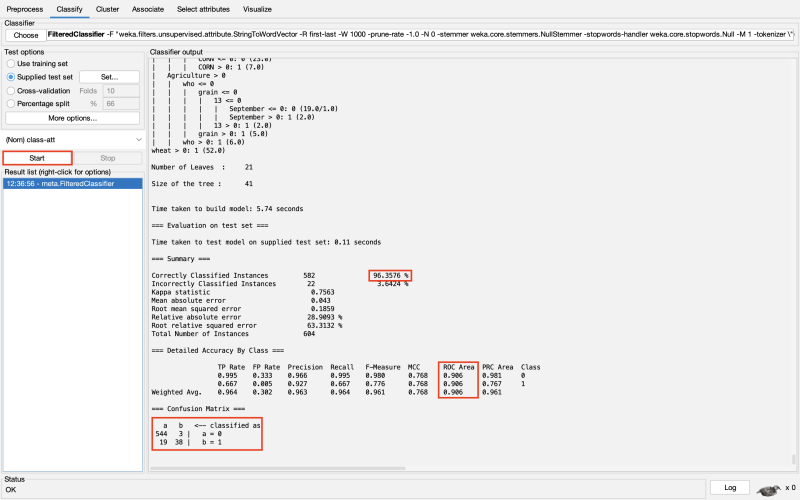 Preprocess Classify Cluster Associate Select attributes Visualize
Classifier
Choose FilteredClassifier -F "weka.filters.unsupervised.attribute.StringToWordVector -R first-last -W 1000 -prune-rate -1.0 -N 0 -stemmer weka.core.stemmers.NullStemmer -stopwords-handler weka.core.stopwords.Null -M 1 -tokenizer \"
Test options
Use training set
Supplied test set Set...
Cross-validation Folds 10
Percentage split % 66
More options...
(Nom) class-att
Start Stop
Result list (right-click for options)
12:36:56 - meta.FilteredClassifier
Classifier output
| | | CORN <= 0: 0 (23.0)
| | | CORN > 0: 1 (7.0)
| Agriculture > 0
| | who <= 0
| | | grain <= 0
| | | | 13 <= 0
| | | | | September <= 0: 0 (19.0/1.0)
| | | | | September > 0: 1 (2.0)
| | | | 13 > 0: 1 (2.0)
| | | grain > 0: 1 (5.0)
| | who > 0: 1 (6.0)
wheat > 0: 1 (52.0)
Number of Leaves : 21
Size of the tree : 41
Time taken to build model: 5.74 seconds
=== Evaluation on test set ===
Time taken to test model on supplied test set: 0.11 seconds
=== Summary ===
Correctly Classified Instances 582 96.3576 %
Incorrectly Classified Instances 22 3.6424 %
Kappa statistic 0.7563
Mean absolute error 0.043
Root mean squared error 0.1859
Relative absolute error 28.9093 %
Root relative squared error 63.3132 %
Total Number of Instances 604
=== Detailed Accuracy By Class ===
TP Rate FP Rate Precision Recall F-Measure MCC ROC Area PRC Area Class
0.995 0.333 0.966 0.995 0.980 0.768 0.906 0.981 0
0.667 0.005 0.927 0.667 0.776 0.768 0.906 0.767 1
Weighted Avg. 0.964 0.302 0.963 0.964 0.961 0.768 0.906 0.961
=== Confusion Matrix ===
a b <-- classified as
544 3 | a = 0
19 38 | b = 1
Status
OK
Log
x 0